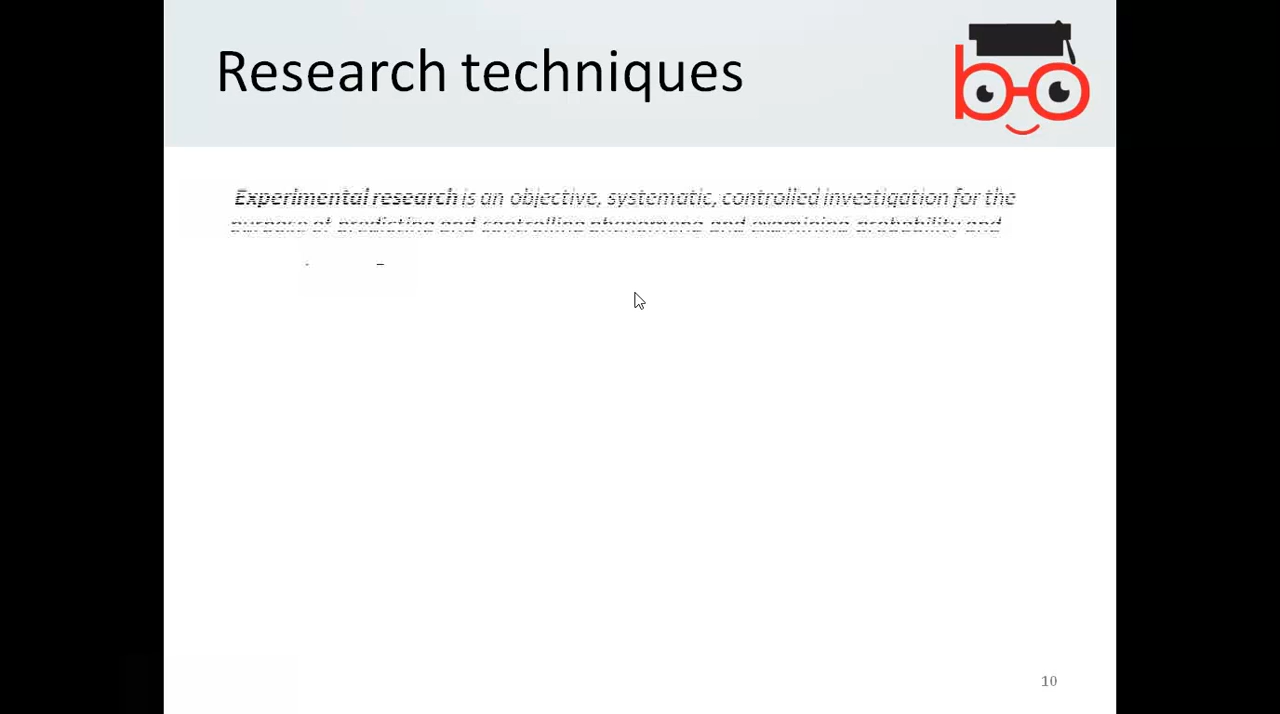 Research techniques
bo
Experimental research is an objective, systematic, controlled investigation for the
purpose of predicting and controlling phenomena and examining probability and
10